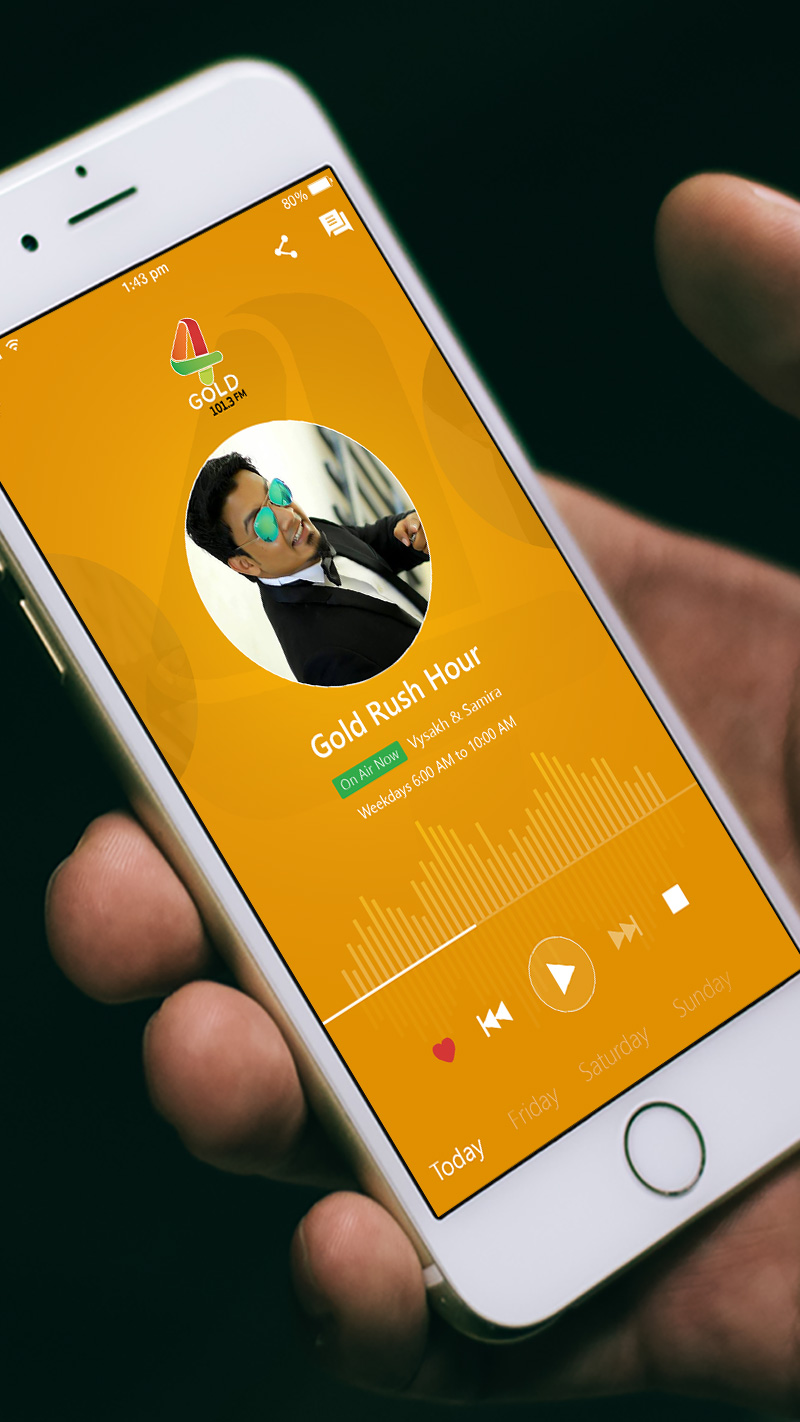 80%
1:43 pm
GOLD
101.3 FM
Gold Rush Hour
On Air Now Vysakh & Samira
Weekdays 6:00 AM to 10:00 AM
Today Friday Saturday Sunday